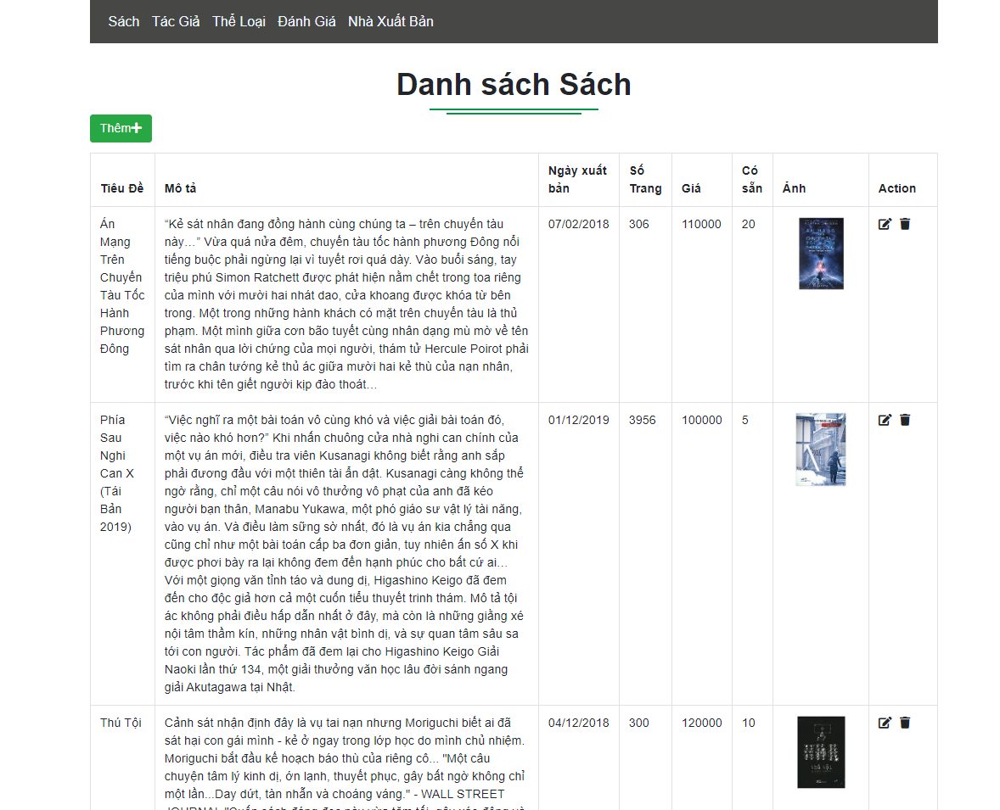 Sách Tác Giả Thể Loại Đánh Giá Nhà Xuất Bản
Danh sách Sách
Thêm
Tiêu Đề Mô tả Ngày xuất bản Số Trang Giá Có sẵn Ảnh Action
Án
Mạng
Trên
Chuyến
Tàu Tốc
Hành
Phương
Đông
“Kẻ sát nhân đang đồng hành cùng chúng ta – trên chuyến tàu
này…” Vừa quá nửa đêm, chuyến tàu tốc hành phương Đông nổi
tiếng buộc phải ngừng lại vì tuyết rơi quá dày. Vào buổi sáng, tay
triệu phú Simon Ratchett được phát hiện nằm chết trong toa riêng
của mình với mười hai nhát dao, cửa khoang được khóa từ bên
trong. Một trong những hành khách có mặt trên chuyến tàu là thủ
phạm. Một mình giữa cơn bão tuyết cùng nhân dạng mù mờ về tên
sát nhân qua lời chứng của mọi người, thám tử Hercule Poirot phải
tìm ra chân tướng kẻ thủ ác giữa mười hai kẻ thù của nạn nhân,
trước khi tên giết người kịp đào thoát…
07/02/2018 306 110000 20
Phía
Sau
Nghi
Can X
(Tái
Bản
2019)
“Việc nghĩ ra một bài toán vô cùng khó và việc giải bài toán đó,
việc nào khó hơn?” Khi nhấn chuông cửa nhà nghi can chính của
một vụ án mới, điều tra viên Kusanagi không biết rằng anh sắp
phải đương đầu với một thiên tài ẩn dật. Kusanagi càng không thể
ngờ rằng, chỉ một câu nói vô thưởng vô phạt của anh đã kéo
người bạn thân, Manabu Yukawa, một phó giáo sư vật lý tài năng,
vào vụ án. Và điều làm sững sờ nhất, đó là vụ án kia chẳng qua
cũng chỉ như một bài toán cấp ba đơn giản, tuy nhiên ấn số X khi
được phơi bày ra lại không đem đến hạnh phúc cho bất cứ ai…
Với một giọng văn tỉnh táo và dung dị, Higashino Keigo đã đem
đến cho độc giả hơn cả một cuốn tiểu thuyết trinh thám. Mô tả tội
ác không phải điều hấp dẫn nhất ở đây, mà còn là những giằng xé
nội tâm thầm kín, những nhân vật bình dị, và sự quan tâm sâu sa
tới con người. Tác phẩm đã đem lại cho Higashino Keigo Giải
Naoki lần thứ 134, một giải thưởng văn học lâu đời sánh ngang
giải Akutagawa tại Nhật.
01/12/2019 3956 100000 5
Thú Tội
Cảnh sát nhận định đây là vụ tai nạn nhưng Moriguchi biết ai đã
sát hại con gái mình - kẻ ở ngay trong lớp học do mình chủ nhiệm.
Moriguchi bắt đầu kế hoạch báo thù của riêng cô... "Một câu
chuyện tâm lý kinh dị, ớn lạnh, thuyết phục, gây bất ngờ không chỉ
một lần...Day dứt, tàn nhẫn và choáng váng." - WALL STREET
04/12/2018 300 120000 10